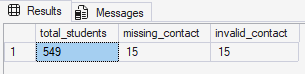 Results Messages
total_students missing_contact invalid_contact
1 549 15 15